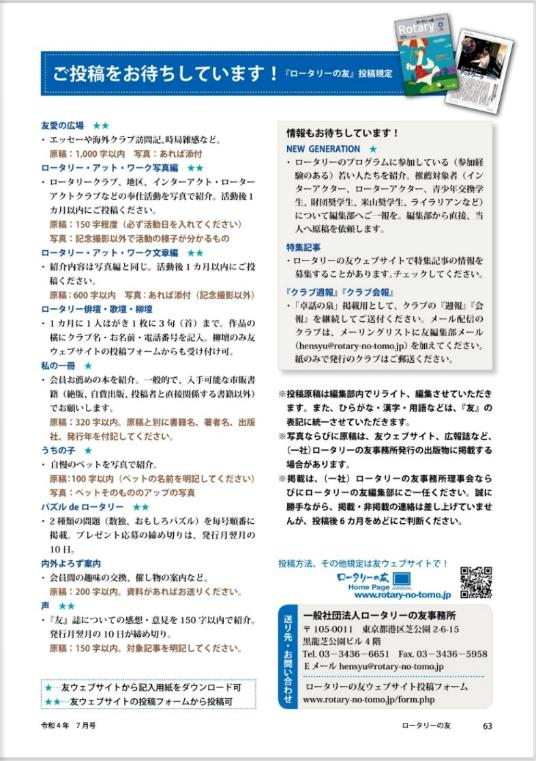 ご投稿をお待ちしています！『ロータリーの友』投稿規定
Rotary
友愛の広場 ★★
・ エッセーや海外クラブ訪問記、時局雑感など。
原稿：1,000字以内 写真：あれば添付
ロータリー・アット・ワーク写真編 ★★
・ ロータリークラブ、地区、インターアクト・ローター
アクトクラブなどの奉仕活動を写真で紹介。活動後1
カ月以内にご投稿ください。
原稿：150字程度（必ず活動日を入れてください）
写真：記念撮影以外で活動の様子が分かるもの
ロータリー・アット・ワーク文章編 ★★
・ 紹介内容は写真編と同じ。活動後1カ月以内にご投
稿ください。
原稿：600字以内 写真：あれば添付（記念撮影以外）
ロータリー俳壇・歌壇・柳壇
・ 1カ月に1人はがき1枚に3句（首）まで。作品の
横にクラブ名・お名前・電話番号を記入。柳壇のみ友
ウェブサイトの投稿フォームからも受け付け可。
私の一冊 ★
・ 会員お薦めの本を紹介。一般的で、入手可能な市販書
籍（絶版、自費出版、投稿者と直接関係する書籍以外）
でお願いします。
原稿：320字以内。原稿と別に書籍名、著者名、出版
社、発行年を付記してください。
うちの子 ★
・ 自慢のペットを写真で紹介。
原稿：100字以内（ペットの名前を明記してください）
写真：ペットそのもののアップの写真
パズル de ロータリー ★★
・ 2種類の問題（数独、おもしろパズル）を毎号順番に
掲載。プレゼント応募の締め切りは、発行月翌月の
10日。
内外よろず案内
・ 会員間の趣味の交換、催し物の案内など。
原稿：200字以内。資料があればお送りください。
声 ★★
・ 『友』誌についての感想・意見を150字以内で紹介。
発行月翌月の10日が締め切り。
原稿：150字以内。対象記事を明記してください。
★…友ウェブサイトから記入用紙をダウンロード可
★★…友ウェブサイトの投稿フォームから投稿可
情報もお待ちしています！
NEW GENERATION ★
・ ロータリーのプログラムに参加している（参加経
験のある）若い人たちを紹介。推薦対象者（イン
ターアクター、ローターアクター、青少年交換学
生、財団奨学生、米山奨学生、ライラリアンなど）
について編集部へご一報を。編集部から直接、当
人へ原稿を依頼します。
特集記事
・ ロータリーの友ウェブサイトで特集記事の情報を
募集することがあります。チェックしてください。
『クラブ週報』『クラブ会報』
・ 「卓話の泉」掲載用として、クラブの『週報』『会
報』を継続してご送付ください。メール配信の
クラブは、メーリングリストに友編集部メール
(hensyu@rotary-no-tomo.jp) を加えてください。
紙のみで発行のクラブはご郵送ください。
※投稿原稿は編集部内でリライト、編集させていただき
ます。また、ひらがな・漢字・用語などは、『友』の
表記に統一させていただきます。
※写真ならびに原稿は、友ウェブサイト、広報誌など、
（一社）ロータリーの友事務所発行の出版物に掲載する
場合があります。
※掲載は、（一社）ロータリーの友事務所理事会なら
びにロータリーの友編集部にご一任ください。誠に
勝手ながら、掲載・非掲載の連絡は差し上げていませ
んが、投稿後6カ月をめどにご判断ください。
投稿方法、その他規定は友ウェブサイトで！
ロータリーの友
Home Page
www.rotary-no-tomo.jp
送り先・お問い合わせ
一般社団法人ロータリーの友事務所
〒105-0011 東京都港区芝公園2-6-15
黒龍芝公園ビル4階
Tel. 03－3436－6651 Fax. 03－3436－5958
Eメール hensyu@rotary-no-tomo.jp
ロータリーの友ウェブサイト投稿フォーム
www.rotary-no-tomo.jp/form.php
令和4年 7月号
ロータリーの友 63